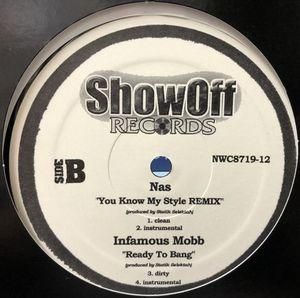 ShowOff
RECORDS
SIDE B
NWC8719-12
Nas
"You Know My Style REMIX"
(produced by Statik Selektah)
1. clean
2. instrumental
Infamous Mobb
"Ready To Bang"
(produced by Statik Selektah)
3. dirty
4. instrumental